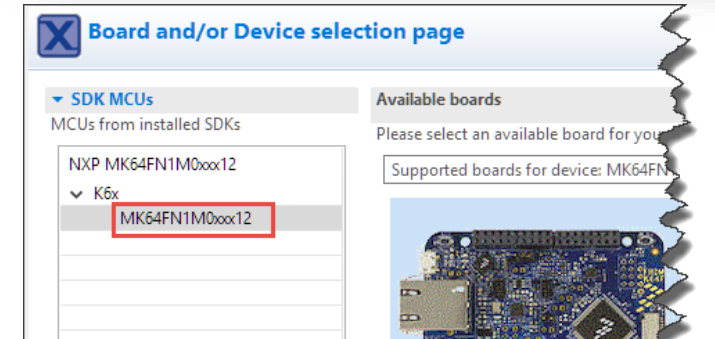 Board and/or Device selection page
SDK MCUs
MCUs from installed SDKs
NXP MK64FN1M0xxx12
K6x
MK64FN1M0xxx12
Available boards
Please select an available board for you
Supported boards for device: MK64FN